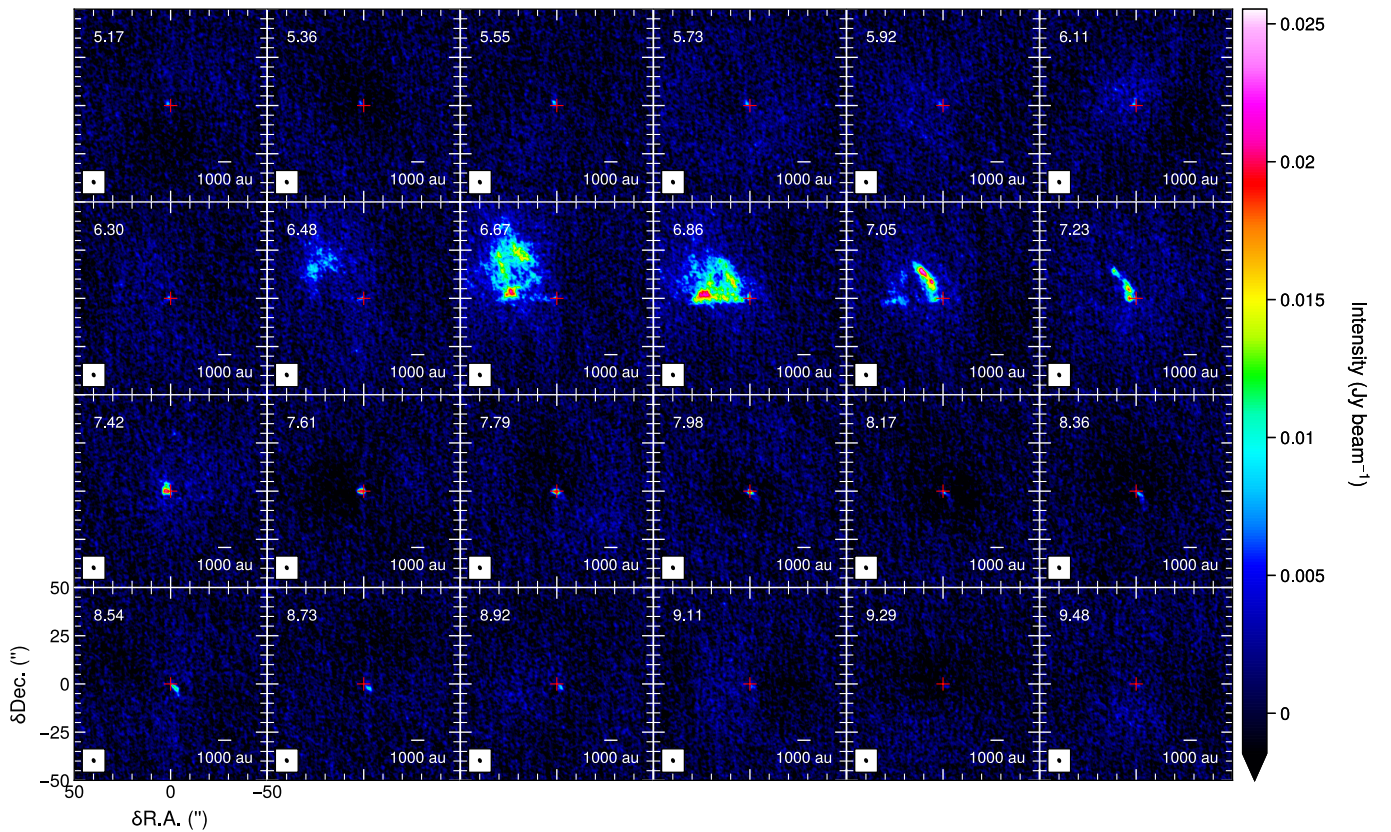 5.17 5.36 5.55 5.73 5.92 6.11
1000 au 1000 au 1000 au 1000 au 1000 au 1000 au
6.30 6.48 6.67 6.86 7.05 7.23
1000 au 1000 au 1000 au 1000 au 1000 au 1000 au
7.42 7.61 7.79 7.98 8.17 8.36
1000 au 1000 au 1000 au 1000 au 1000 au 1000 au
8.54 8.73 8.92 9.11 9.29 9.48
1000 au 1000 au 1000 au 1000 au 1000 au 1000 au
50
25
0
−25
−50
δDec. (")
50 0 −50
δR.A. (")
0.025
0.02
0.015
0.01
0.005
0
Intensity (Jy beam⁻¹)